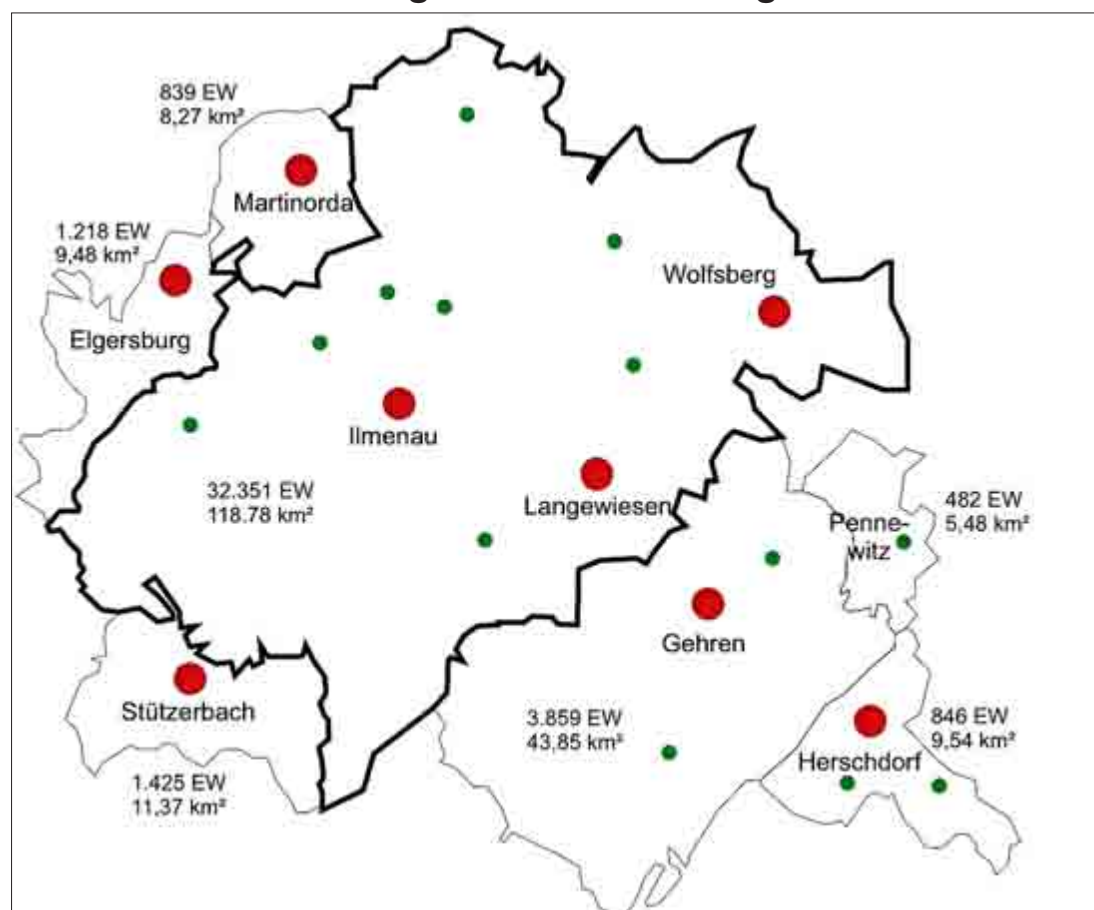 839 EW
8,27 km²
Martinorda
1.218 EW
9,48 km²
Elgersburg
Wolfsberg
Ilmenau
32.351 EW
118.78 km²
Langewiesen
482 EW
5,48 km²
Penne-
witz
Gehren
Stützerbach
1.425 EW
11,37 km²
3.859 EW
43,85 km²
846 EW
9,54 km²
Herschdorf